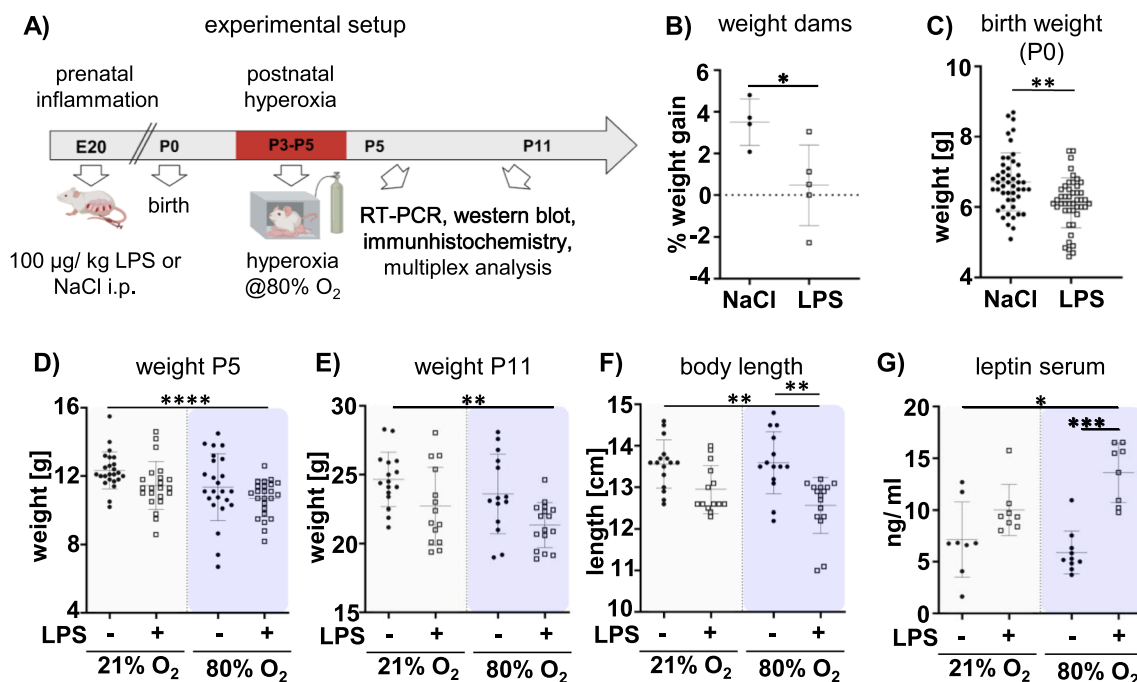 A) experimental setup
prenatal
inflammation
postnatal
hyperoxia
E20 P0 P3-P5 P5 P11
birth
100 µg/ kg LPS or
NaCl i.p.
hyperoxia
@80% O2
RT-PCR, western blot,
immunhistochemistry,
multiplex analysis
B) weight dams
% weight gain
6
4
2
0
-2
-4
*
NaCl LPS
C) birth weight
(P0)
weight [g]
10
8
6
4
**
NaCl LPS
D) weight P5
weight [g]
16
12
8
4
****
LPS - + - +
21% O2 80% O2
E) weight P11
weight [g]
30
25
20
15
**
LPS - + - +
21% O2 80% O2
F) body length
length [cm]
15
14
13
12
11
10
**
**
LPS - + - +
21% O2 80% O2
G) leptin serum
ng/ ml
20
15
10
5
0
*
***
LPS - + - +
21% O2 80% O2